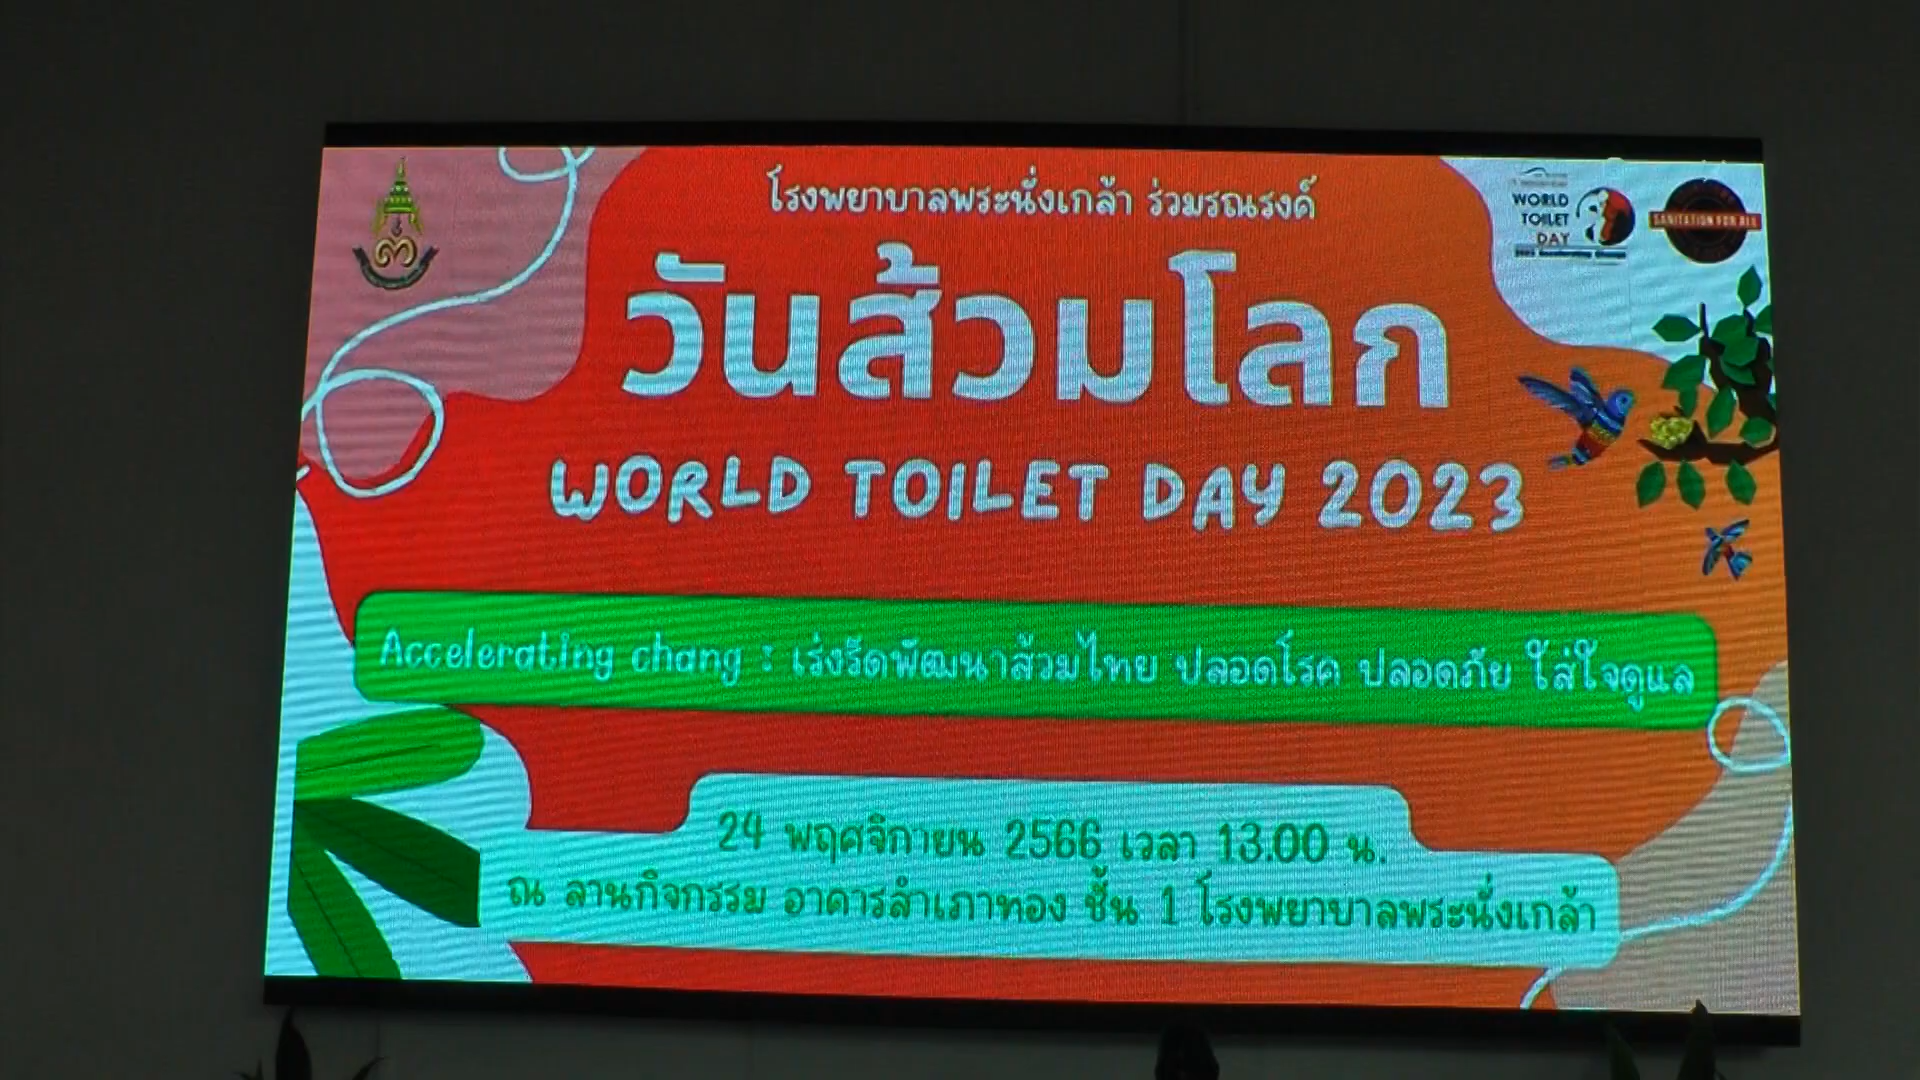 โรงพยาบาลพระนั่งเกล้า ร่วมรณรงค์
WORLD
TOILET
DAY
SANITATION FOR ALL
วันส้วมโลก
WORLD TOILET DAY 2023
Accelerating chang : เร่งรัดพัฒนาส้วมไทย ปลอดโรค ปลอดภัย ใส่ใจดูแล
24 พฤศจิกายน 2566 เวลา 13.00 น.
ณ ลานกิจกรรม อาคารสำเภาทอง ชั้น 1 โรงพยาบาลพระนั่งเกล้า